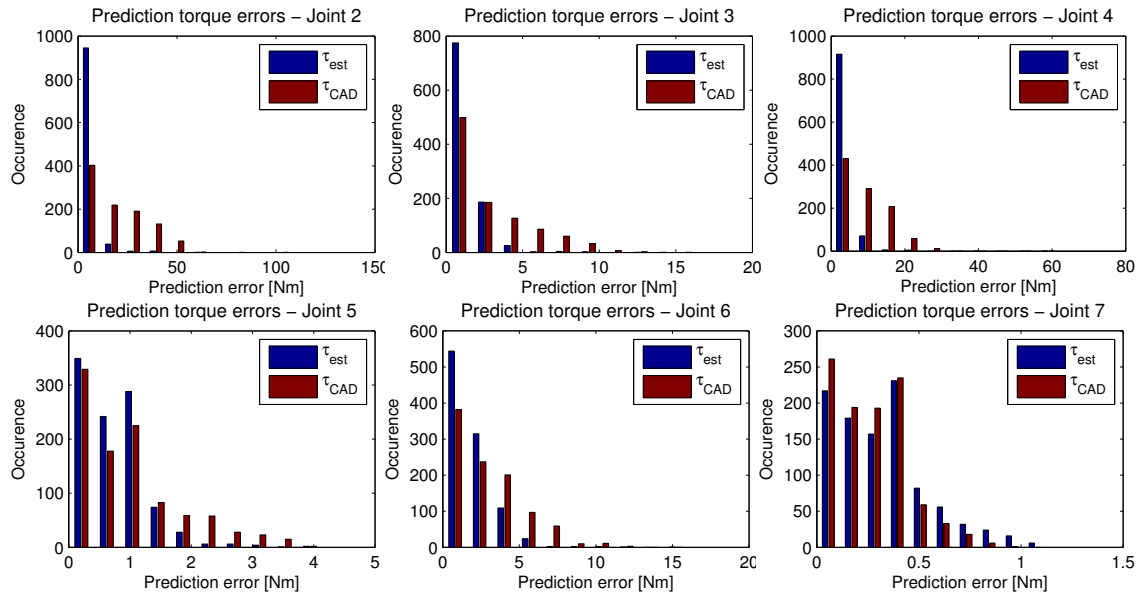 Prediction torque errors – Joint 2
1000
800
600
400
200
0
Occurence
τest
τCAD
0 50 100 150
Prediction error [Nm]
Prediction torque errors – Joint 3
800
600
400
200
0
Occurence
τest
τCAD
0 5 10 15 20
Prediction error [Nm]
Prediction torque errors – Joint 4
1000
800
600
400
200
0
Occurence
τest
τCAD
0 20 40 60 80
Prediction error [Nm]
Prediction torque errors – Joint 5
400
300
200
100
0
Occurence
τest
τCAD
0 1 2 3 4 5
Prediction error [Nm]
Prediction torque errors – Joint 6
600
500
400
300
200
100
0
Occurence
τest
τCAD
0 5 10 15 20
Prediction error [Nm]
Prediction torque errors – Joint 7
300
250
200
150
100
50
0
Occurence
τest
τCAD
0 0.5 1 1.5
Prediction error [Nm]